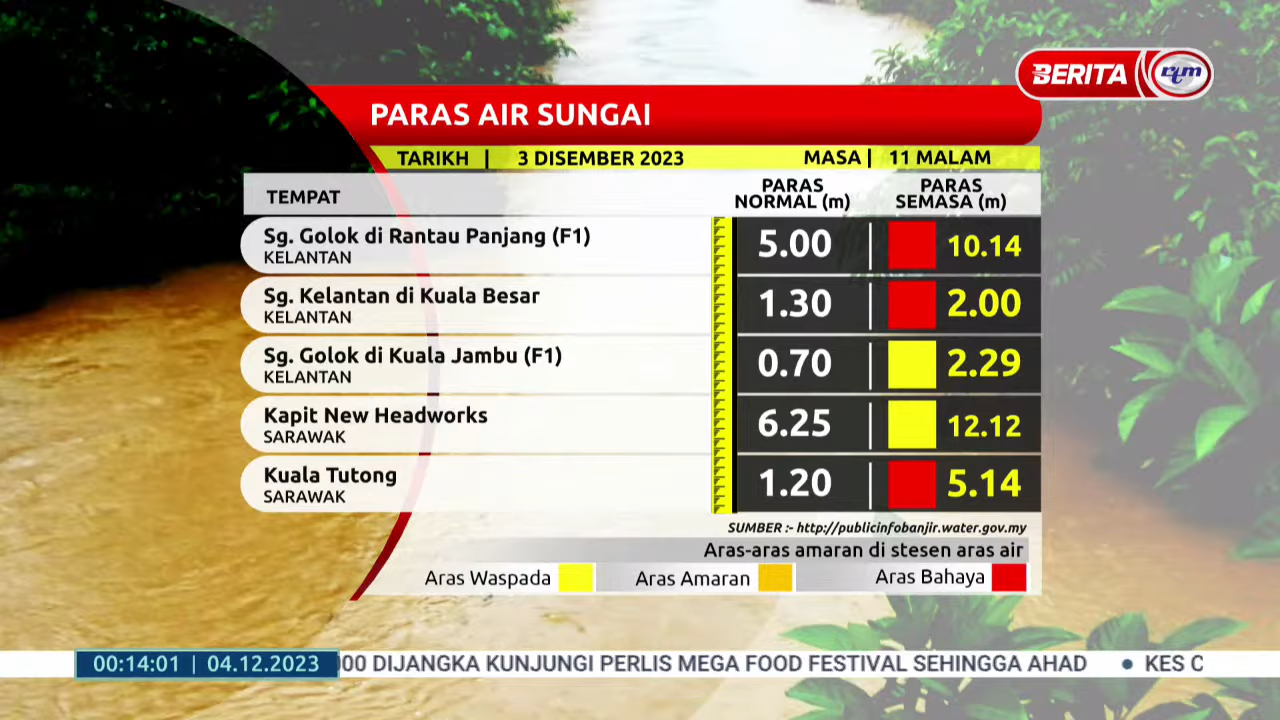 BERITA rtm
PARAS AIR SUNGAI
TARIKH | 3 DISEMBER 2023 MASA | 11 MALAM
TEMPAT PARAS NORMAL (m) PARAS SEMASA (m)
Sg. Golok di Rantau Panjang (F1) 5.00 10.14
KELANTAN
Sg. Kelantan di Kuala Besar 1.30 2.00
KELANTAN
Sg. Golok di Kuala Jambu (F1) 0.70 2.29
KELANTAN
Kapit New Headworks 6.25 12.12
SARAWAK
Kuala Tutong 1.20 5.14
SARAWAK
SUMBER :- http://publicinfobanjir.water.gov.my
Aras-aras amaran di stesen aras air
Aras Waspada Aras Amaran Aras Bahaya
00:14:01 | 04.12.2023 000 DIJANGKA KUNJUNGI PERLIS MEGA FOOD FESTIVAL SEHINGGA AHAD • KES